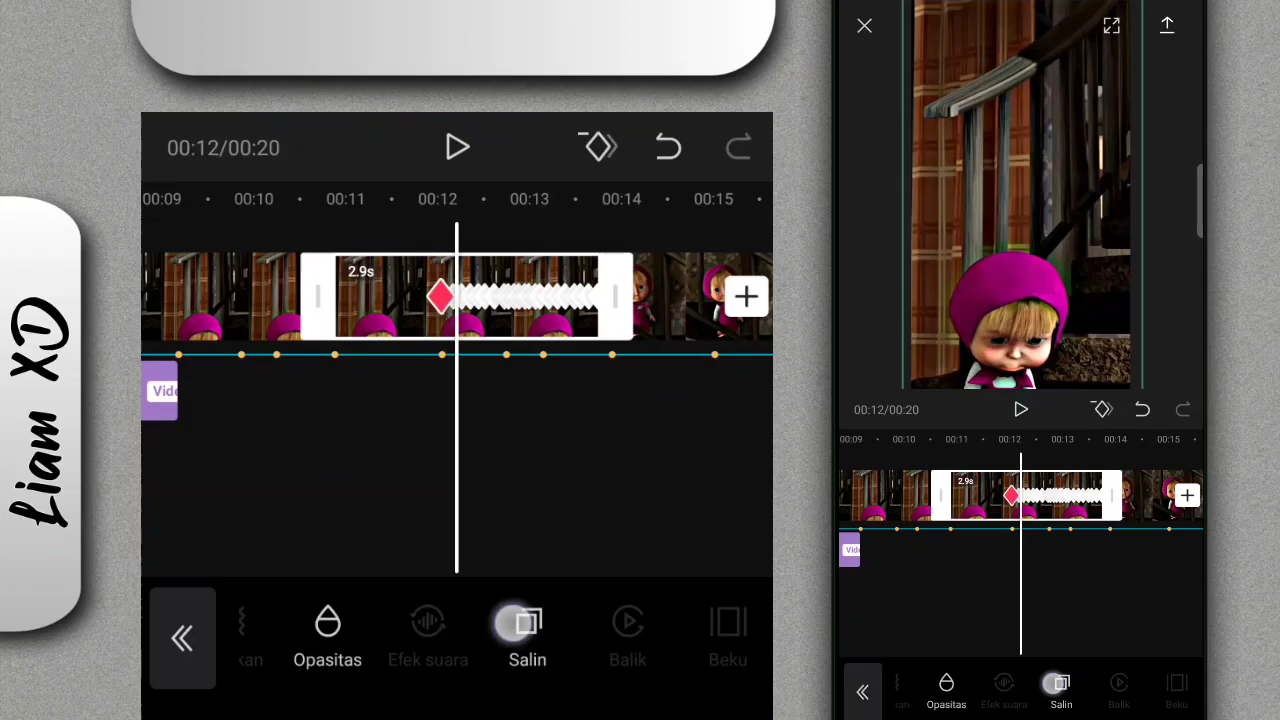 Liam XD
00:12/00:20
00:09 00:10 00:11 00:12 00:13 00:14 00:15
2.9s
Vide
kan Opasitas Efek suara Salin Balik Beku
00:12/00:20
00:09 00:10 00:11 00:12 00:13 00:14 00:15
2.9s
Vide
kan Opasitas Efek suara Salin Balik Beku